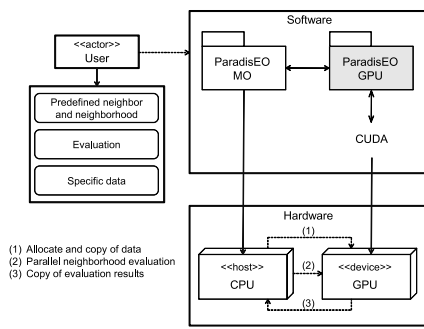 <<actor>>
User
Predefined neighbor
and neighborhood
Evaluation
Specific data
Software
ParadisEO
MO
ParadisEO
GPU
CUDA
Hardware
(1)
<<host>>
CPU
(2)
<<device>>
GPU
(3)
(1) Allocate and copy of data
(2) Parallel neighborhood evaluation
(3) Copy of evaluation results